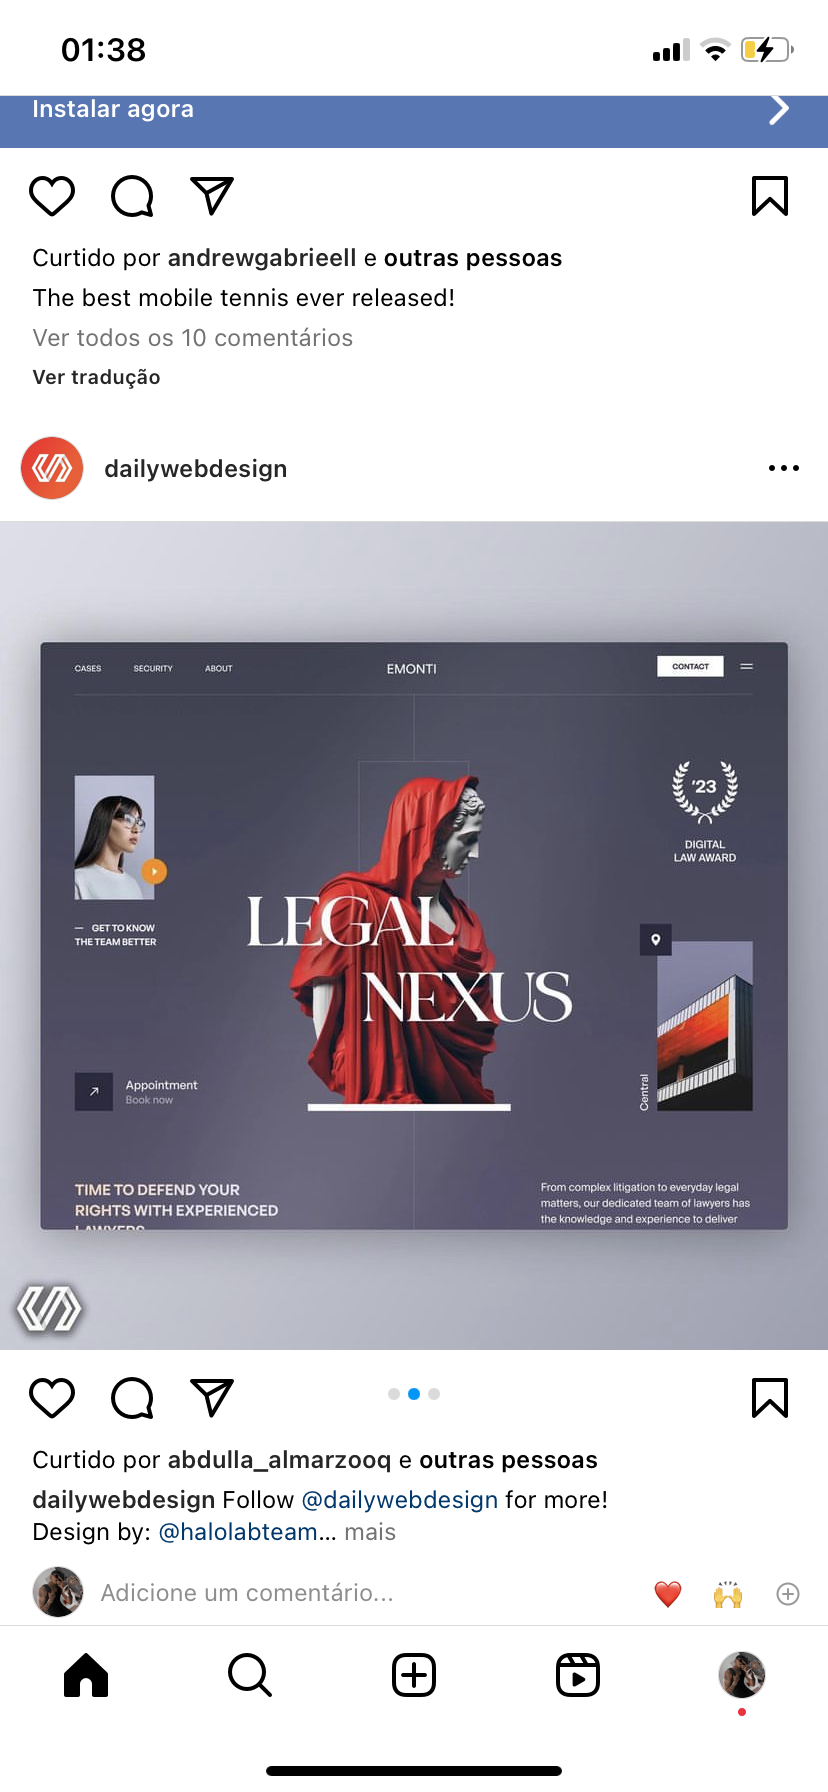 01:38
Instalar agora
Curtido por andrewgabrieell e outras pessoas
The best mobile tennis ever released!
Ver todos os 10 comentários
Ver tradução
dailywebdesign
CASES SECURITY ABOUT EMONTI CONTACT
'23
DIGITAL
LAW AWARD
— GET TO KNOW
THE TEAM BETTER
LEGAL
NEXUS
Appointment
Book now
Central
TIME TO DEFEND YOUR
RIGHTS WITH EXPERIENCED
LAWYERS
From complex litigation to everyday legal
matters, our dedicated team of lawyers has
the knowledge and experience to deliver
Curtido por abdulla_almarzooq e outras pessoas
dailywebdesign Follow @dailywebdesign for more!
Design by: @halolabteam... mais
Adicione um comentário...